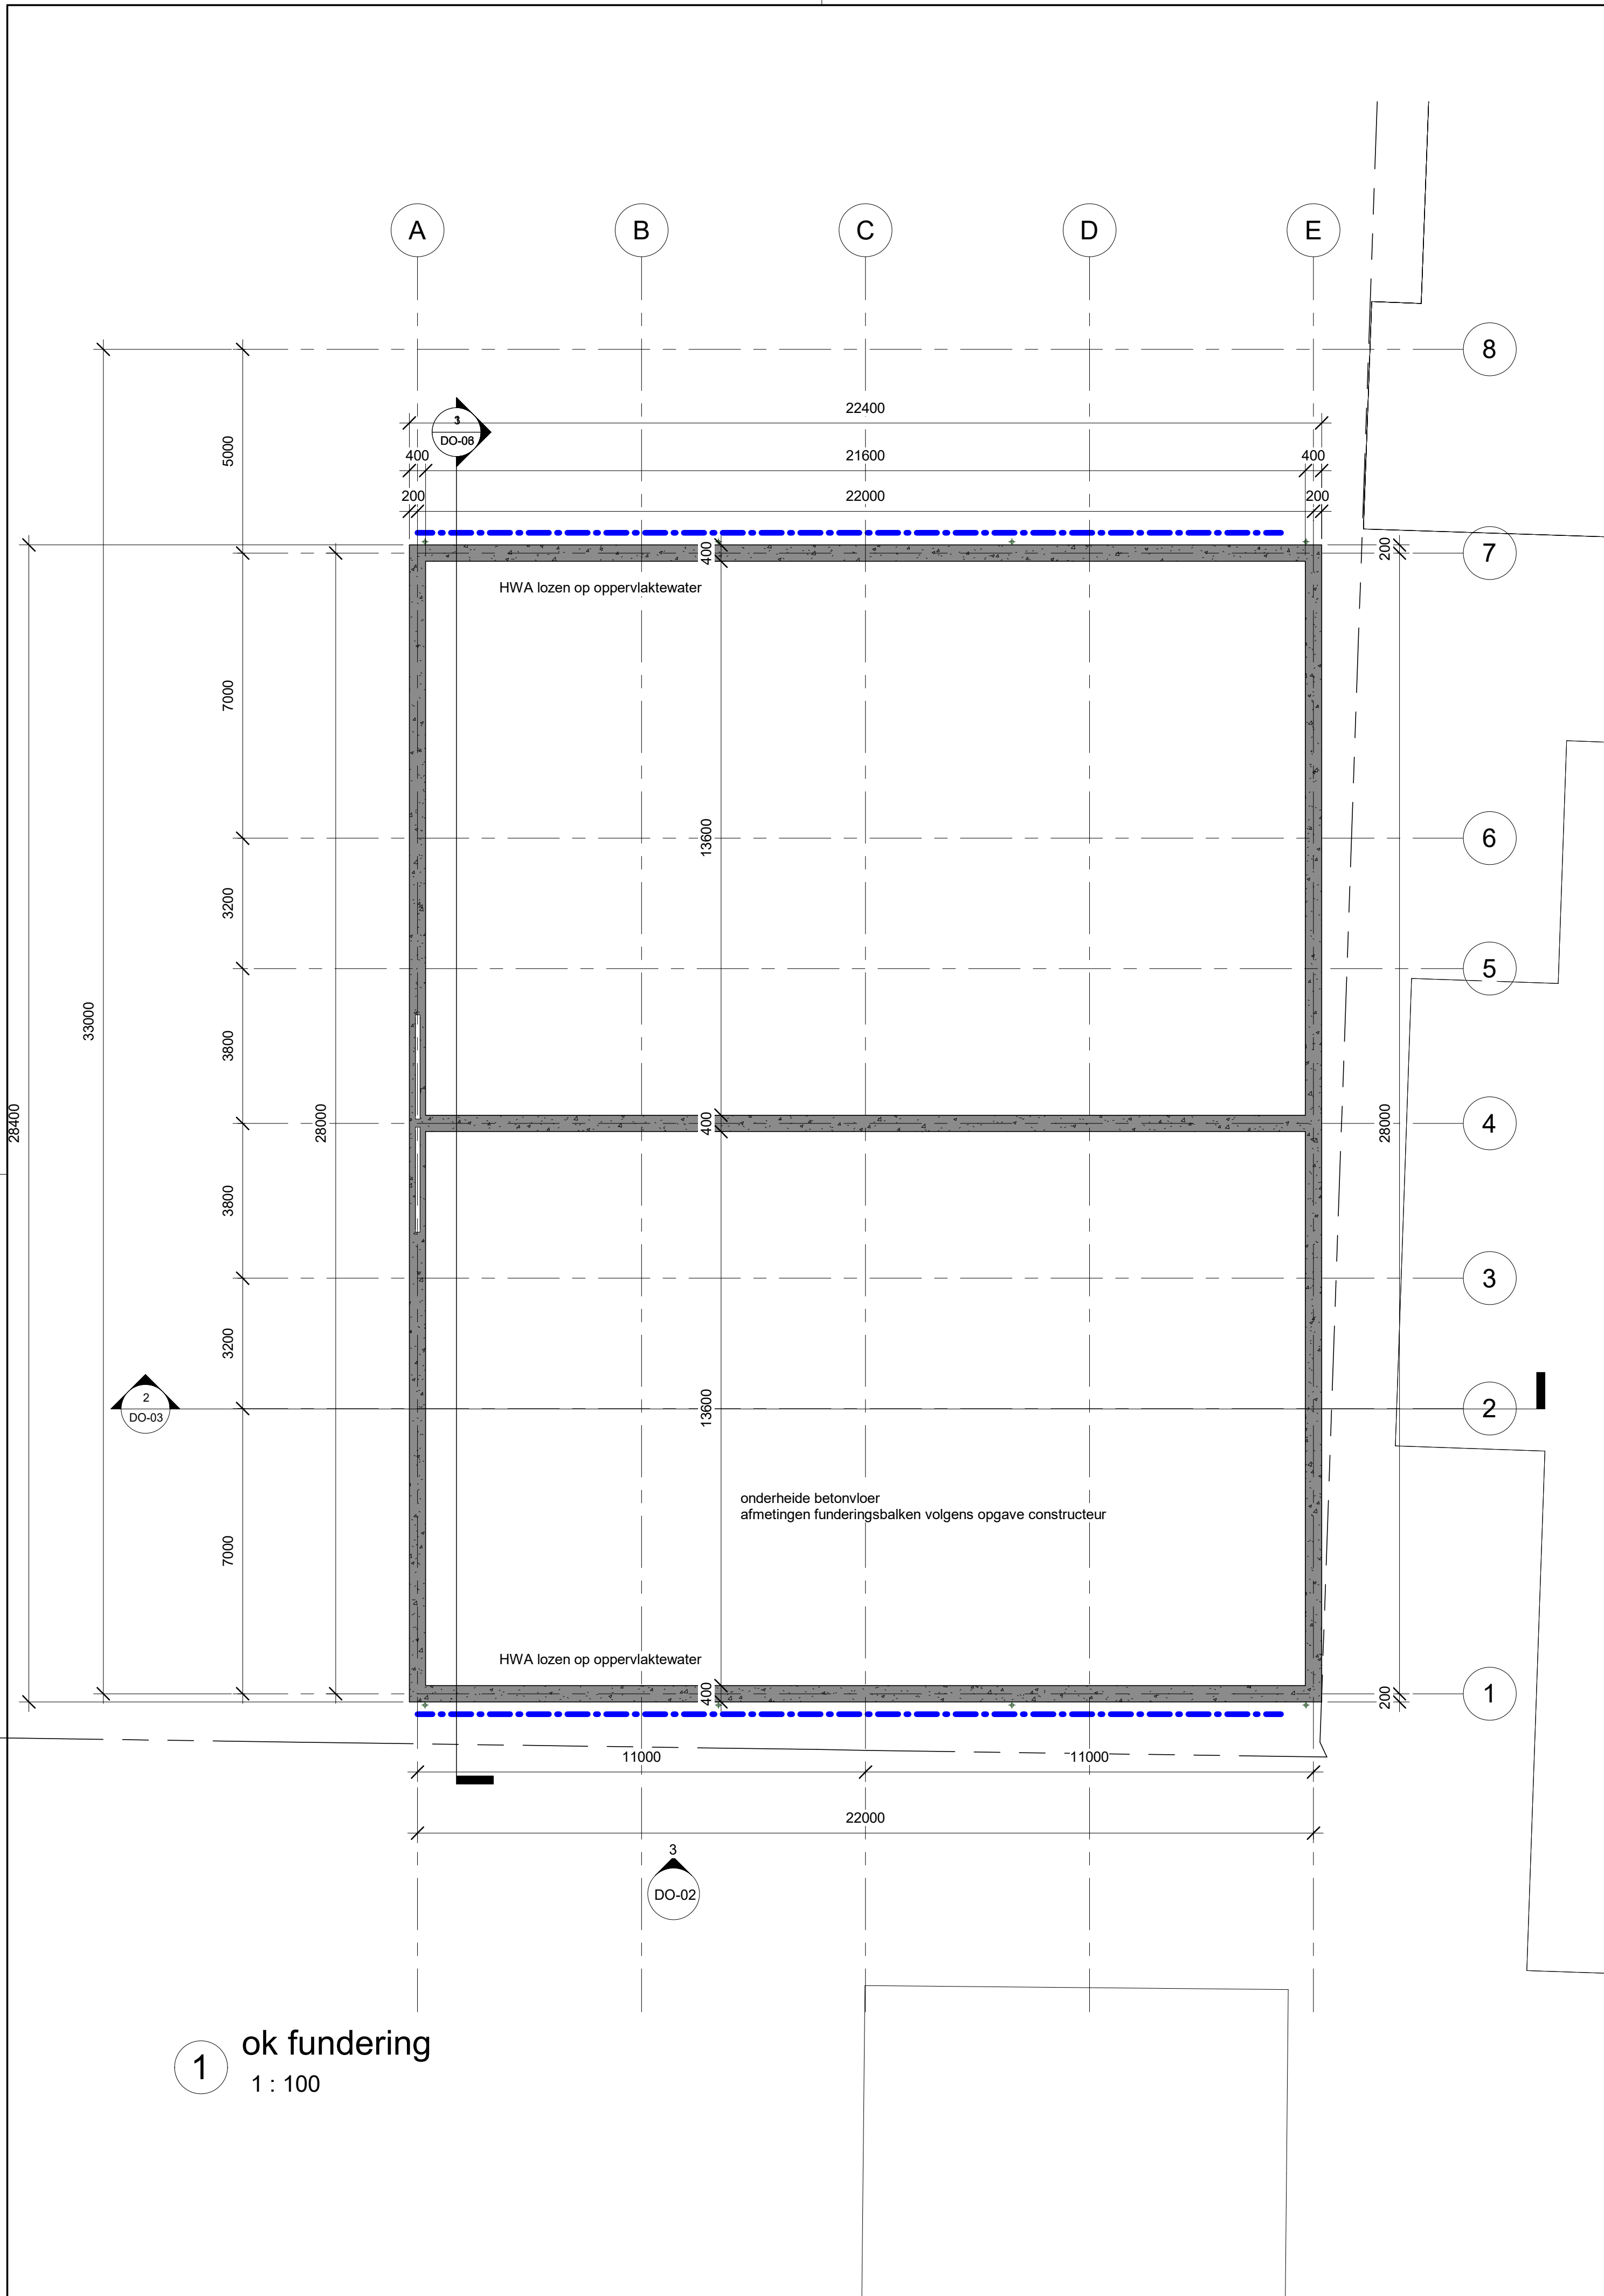 A
B
C
D
E
8
22400
3
DO-06
5000
400
21600
400
200
22000
200
400
200
7
HWA lozen op oppervlaktewater
7000
13600
6
3200
5
33000
3800
28400
28000
400
28000
4
3800
3
3200
13600
2
DO-03
2
onderheide betonvloer
afmetingen funderingsbalken volgens opgave constructeur
7000
HWA lozen op oppervlaktewater
400
200
1
11000
11000
22000
3
DO-02
1
ok fundering
1 : 100